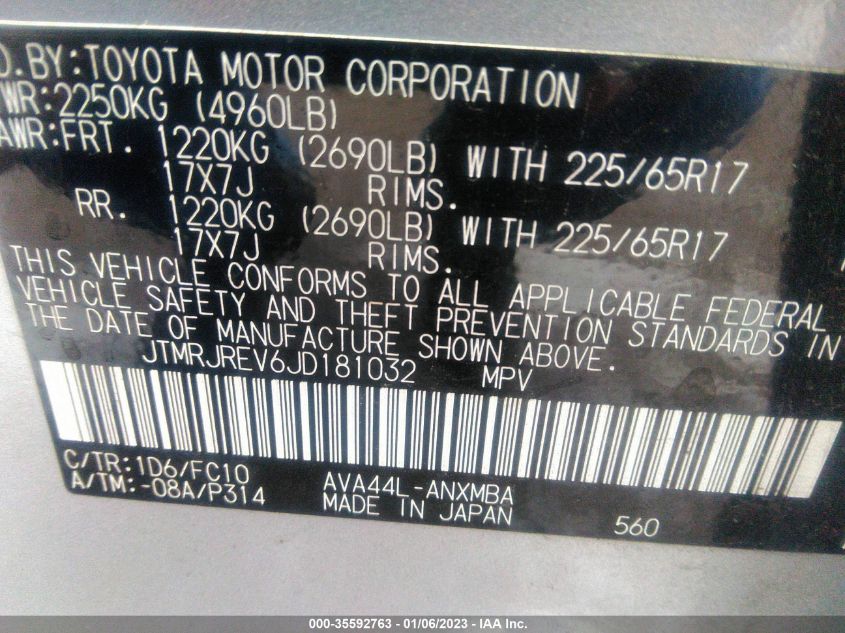 D.BY:TOYOTA MOTOR CORPORATION
WR:2250KG (4960LB)
AWR:FRT. 1220KG (2690LB) WITH 225/65R17
17X7J RIMS.
RR. 1220KG (2690LB) WITH 225/65R17
17X7J RIMS.
THIS VEHICLE CONFORMS TO ALL APPLICABLE FEDERAL
VEHICLE SAFETY AND THEFT PREVENTION STANDARDS IN
THE DATE OF MANUFACTURE SHOWN ABOVE.
JTMRJREV6JD181032 MPV
C/TR:1D6/FC10
A/TM:-08A/P314
AVA44L-ANXMBA
MADE IN JAPAN
560
000-35592763 - 01/06/2023 - IAA Inc.